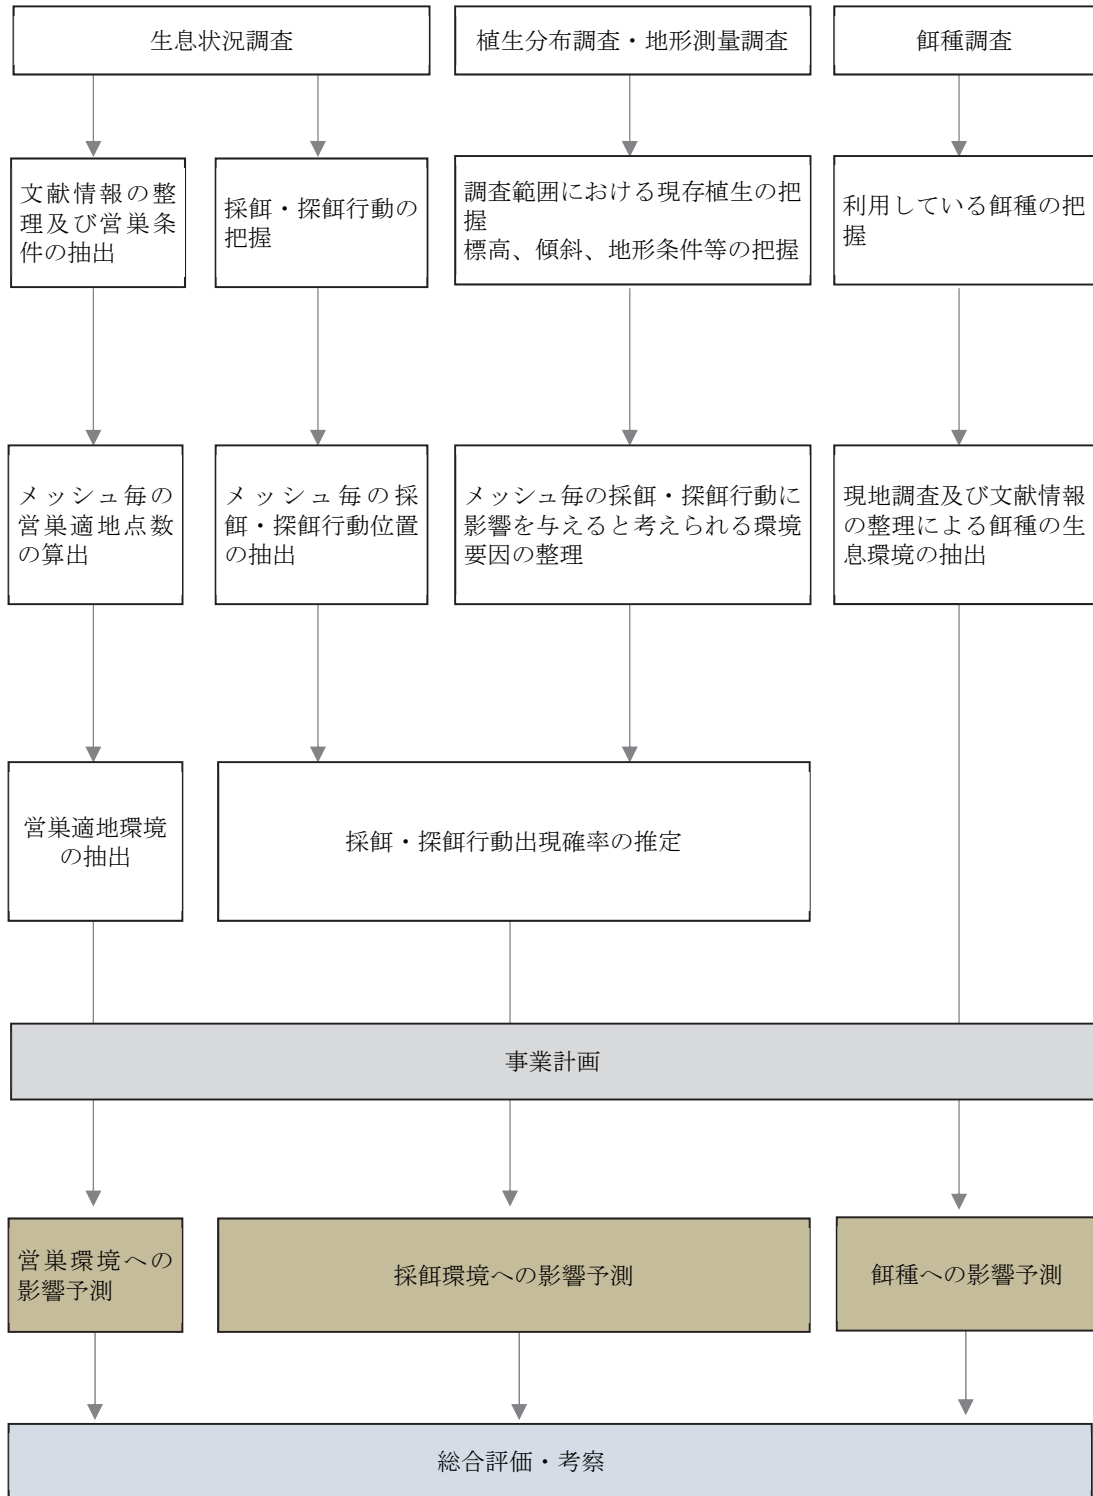 生息状況調査
植生分布調査・地形測量調査
餌種調査
文献情報の整
理及び営巣条
件の抽出
採餌・探餌行動の
把握
調査範囲における現存植生の把
握
標高、傾斜、地形条件等の把握
利用している餌種の把
握
メッシュ毎の
営巣適地点数
の算出
メッシュ毎の採
餌・探餌行動位置
の抽出
メッシュ毎の採餌・探餌行動に
影響を与えると考えられる環境
要因の整理
現地調査及び文献情報
の整理による餌種の生
息環境の抽出
営巣適地環境
の抽出
採餌・探餌行動出現確率の推定
事業計画
営巣環境への
影響予測
採餌環境への影響予測
餌種への影響予測
総合評価・考察